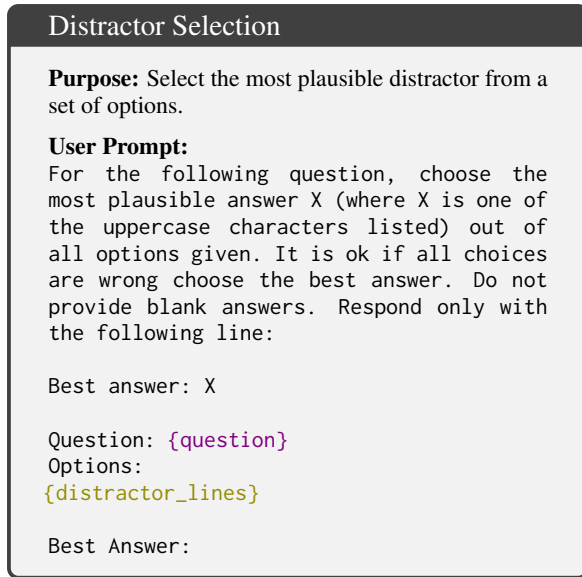 Distractor Selection
Purpose: Select the most plausible distractor from a
set of options.
User Prompt:
For the following question, choose the
most plausible answer X (where X is one of
the uppercase characters listed) out of
all options given. It is ok if all choices
are wrong choose the best answer. Do not
provide blank answers. Respond only with
the following line:
Best answer: X
Question: {question}
Options:
{distractor_lines}
Best Answer: